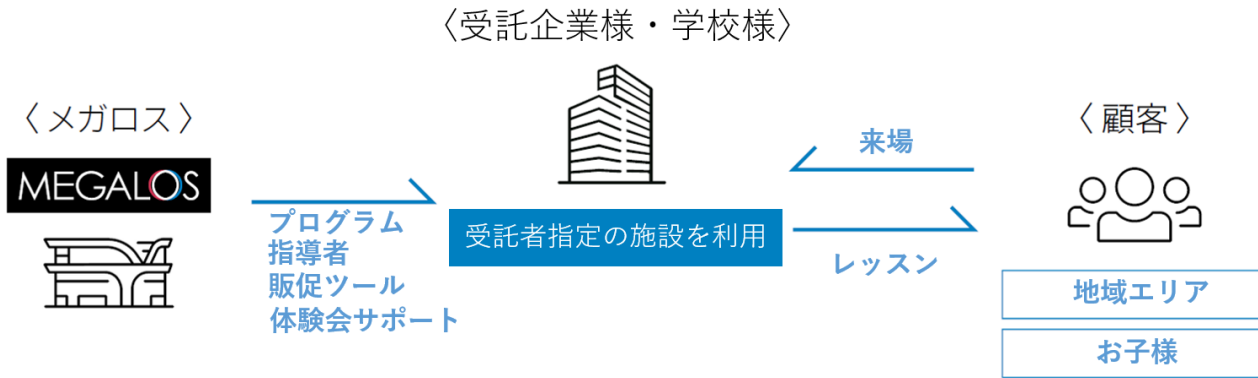 〈受託企業様・学校様〉
〈メガロス〉
MEGALOS
プログラム
指導者
販促ツール
体験会サポート
受託者指定の施設を利用
来場
レッスン
〈顧客〉
地域エリア
お子様